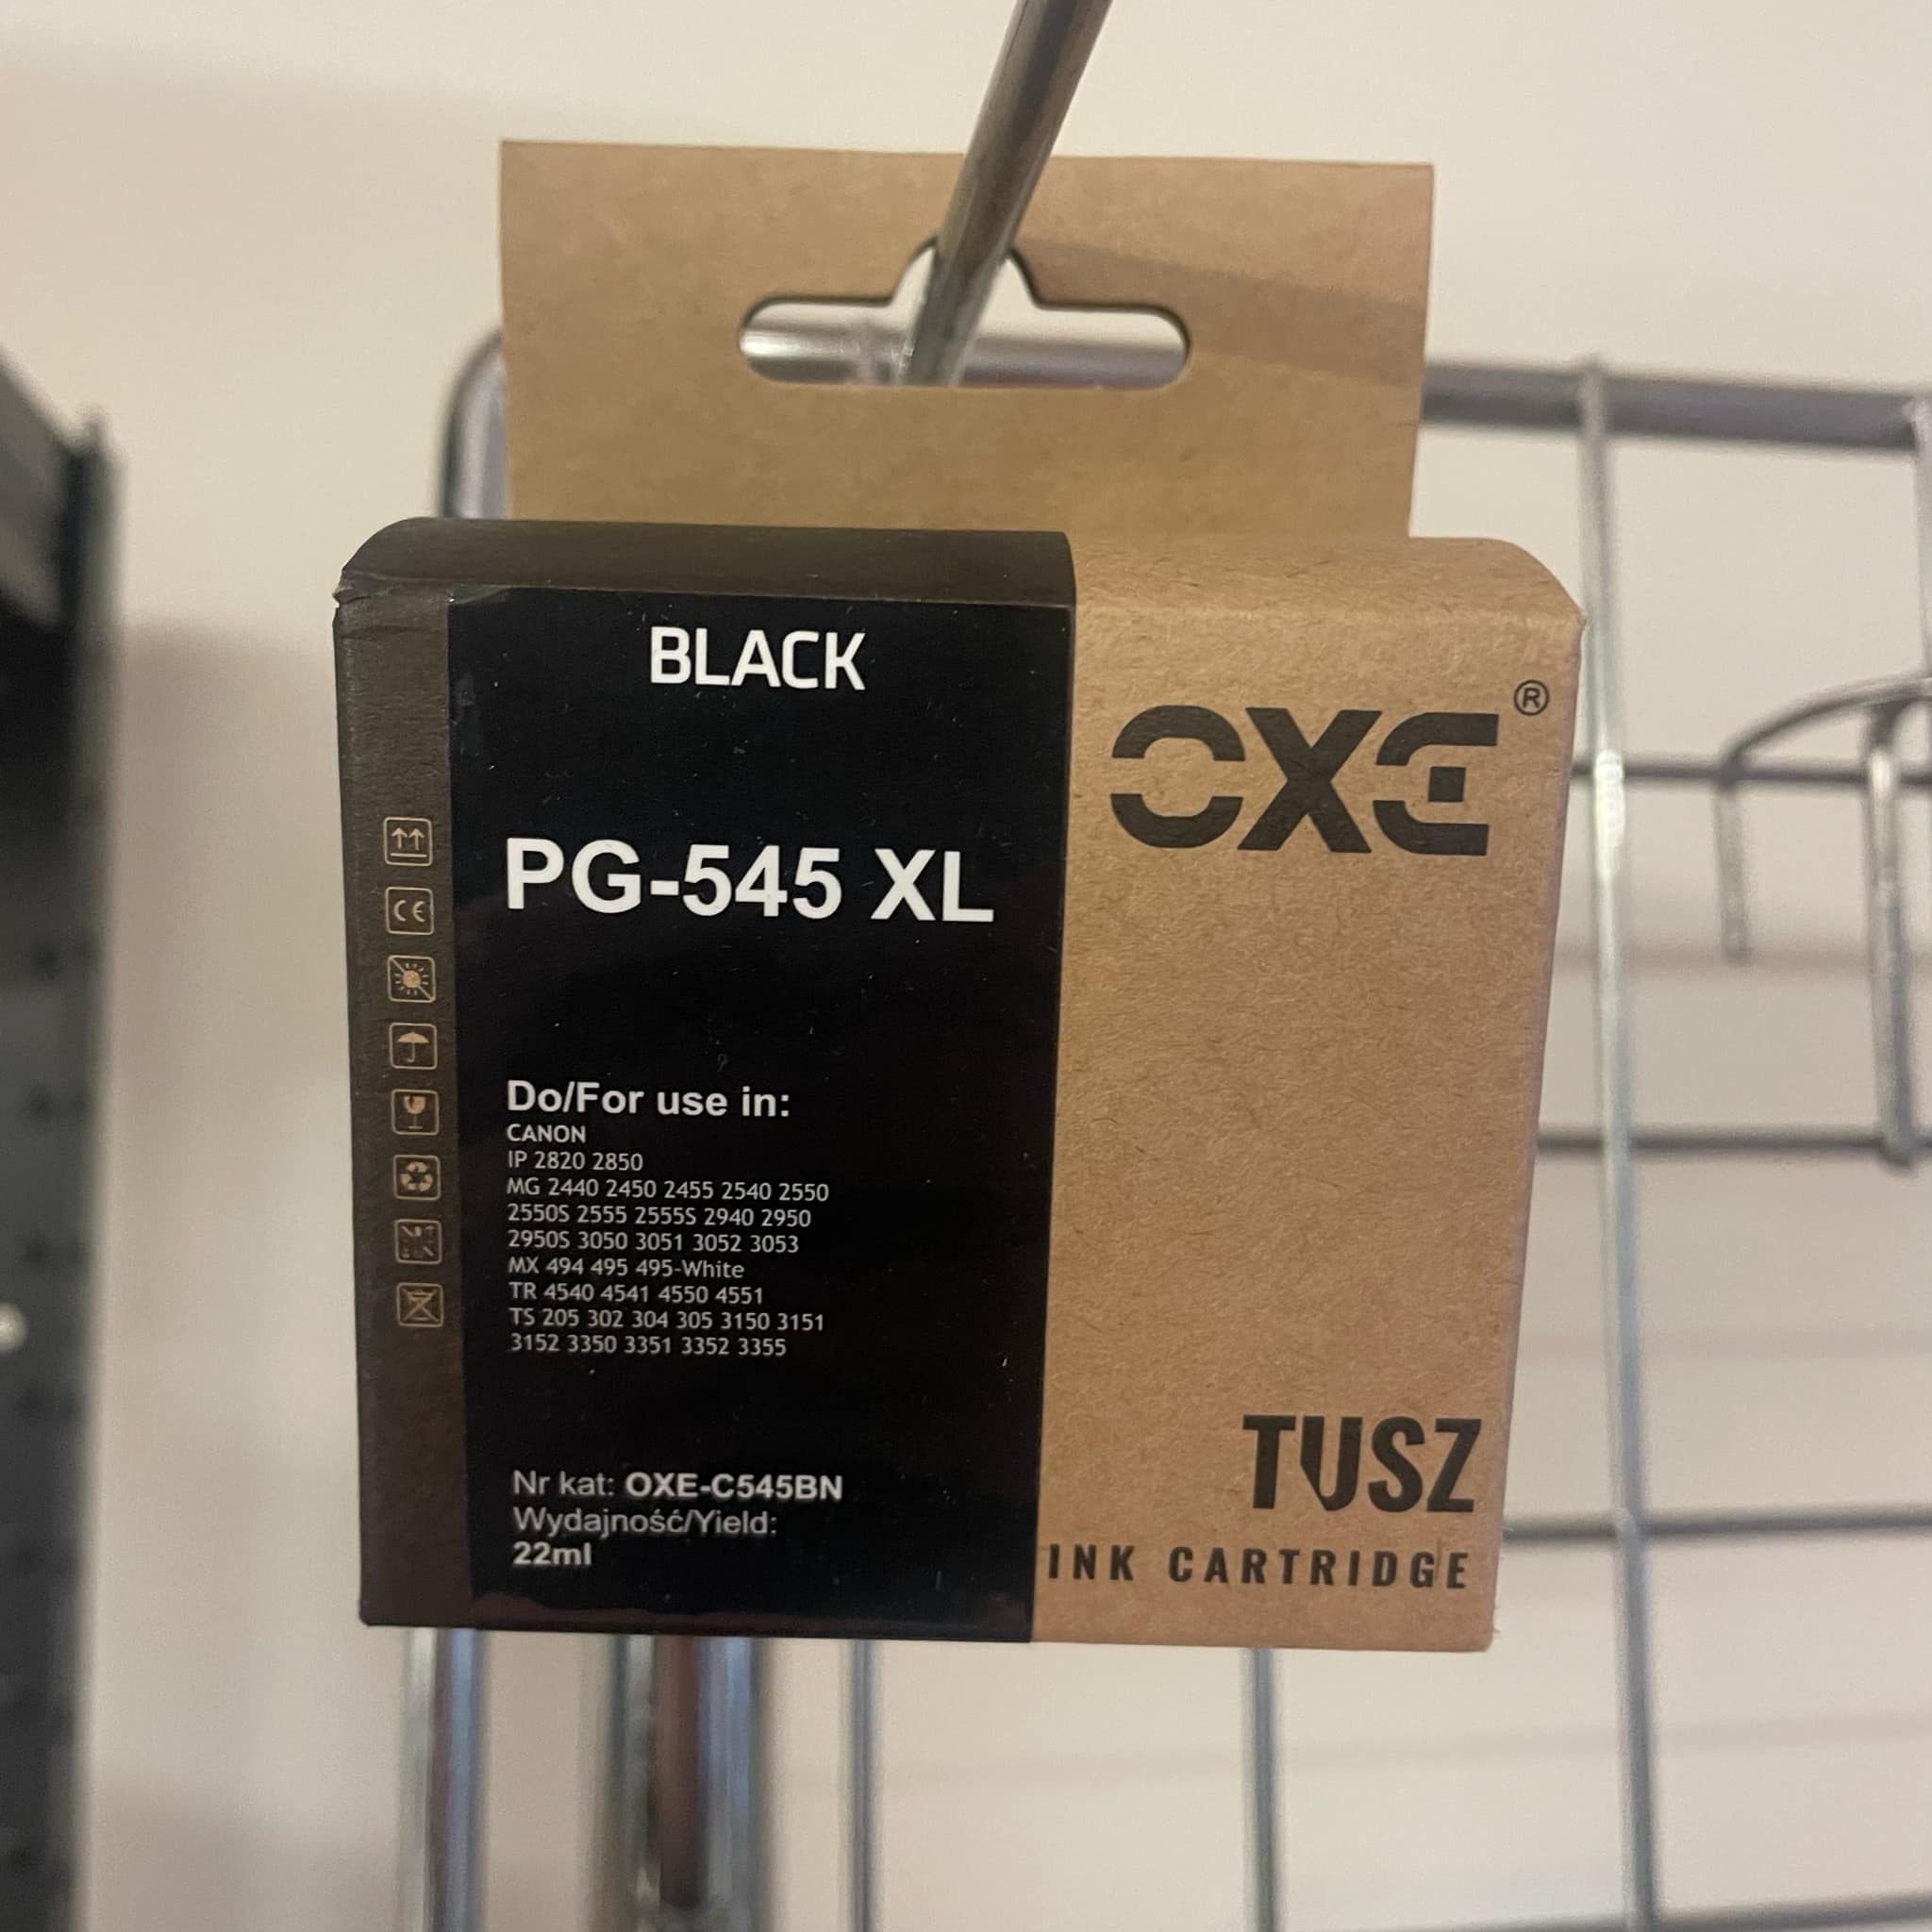 BLACK
PG-545 XL
Do/For use in:
CANON
IP 2820 2850
MG 2440 2450 2455 2540 2550
2550S 2555 2555S 2940 2950
2950S 3050 3051 3052 3053
MX 494 495 495-White
TR 4540 4541 4550 4551
TS 205 302 304 305 3150 3151
3152 3350 3351 3352 3355
Nr kat: OXE-C545BN
Wydajność/Yield:
22ml
CE
OXE®
TUSZ
INK CARTRIDGE